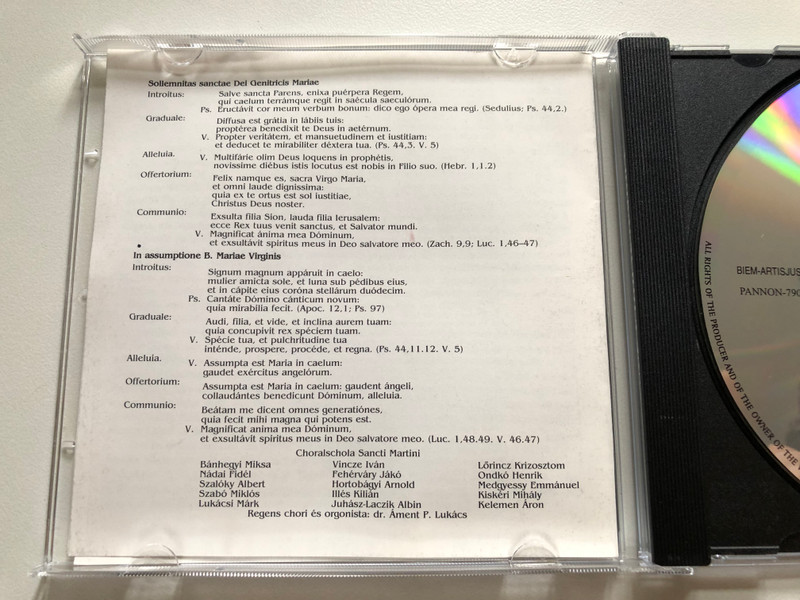 Sollemnitas sanctae Dei Genitricis Mariae
Introitus: Salve sancta Parens, enixa puérpera Regem,
qui caelum terrámque regit in saécula saeculórum.
Ps. Eructávit cor meum verbum bonum: dico ego ópera mea regi. (Sedulius; Ps. 44,2.)
Graduale: Diffusa est grátia in lábiis tuis:
proptérea benedixit te Deus in aetérnum.
V. Propter veritátem, et mansuetudinem et iustitiam:
et deducet te mirabiliter déxtera tua. (Ps. 44,3. V. 5)
Alleluia. V. Multifárie olim Deus loquens in prophétis,
novissime diébus istis locutus est nobis in Filio suo. (Hebr. 1,1.2)
Offertorium: Felix namque es, sacra Virgo Maria,
et omni laude dignissima:
quia ex te ortus est sol iustitiae,
Christus Deus noster.
Communio: Exsulta filia Sion, lauda filia Ierusalem:
ecce Rex tuus venit sanctus, et Salvator mundi.
V. Magnificat ánima mea Dóminum,
et exsultávit spiritus meus in Deo salvatore meo. (Zach. 9,9; Luc. 1,46–47)
In assumptione B. Mariae Virginis
Introitus: Signum magnum appáruit in caelo:
mulier amicta sole, et luna sub pédibus eius,
et in cápite eius coróna stellárum duódecim.
Ps. Cantáte Dómino cánticum novum:
quia mirabilia fecit. (Apoc. 12,1; Ps. 97)
Graduale: Audi, filia, et vide, et inclina aurem tuam:
quia concupivit rex spéciem tuam.
V. Spécie tua, et pulchritudine tua
inténde, prospere, procéde, et regna. (Ps. 44,11.12. V. 5)
Alleluia. V. Assumpta est Maria in caelum:
gaudet exércitus angelórum.
Offertorium: Assumpta est Maria in caelum: gaudent ángeli,
collaudántes benedicunt Dóminum, alleluia.
Communio: Beátam me dicent omnes generatiónes,
quia fecit mihi magna qui potens est.
V. Magnificat anima mea Dóminum,
et exsultávit spiritus meus in Deo salvatore meo. (Luc. 1,48.49. V. 46.47)
Choralschola Sancti Martini
Bánhegyi Miksa Vincze Iván Lőrincz Krizosztom
Nádai Fidél Fehérváry Jákó Ondkó Henrik
Szalóky Albert Hortobágyi Arnold Medgyessy Emmánuel
Szabó Miklós Illés Kilián Kiskéri Mihály
Lukácsi Márk Juhász-Laczik Albin Kelemen Áron
Regens chori és orgonista: dr. Áment P. Lukács
BIEM-ARTISJUS
PANNON-790
ALL RIGHTS OF THE PRODUCER AND OF THE OWNER OF THE